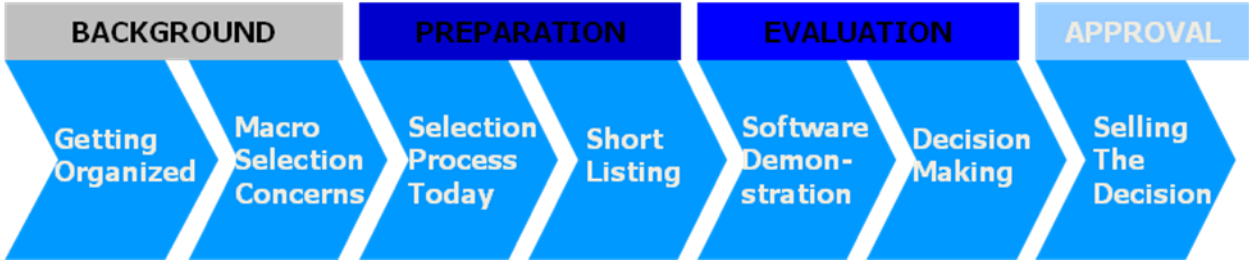 BACKGROUND
PREPARATION
EVALUATION
APPROVAL
Getting
Organized
Macro
Selection
Concerns
Selection
Process
Today
Short
Listing
Software
Demon-
stration
Decision
Making
Selling
The
Decision